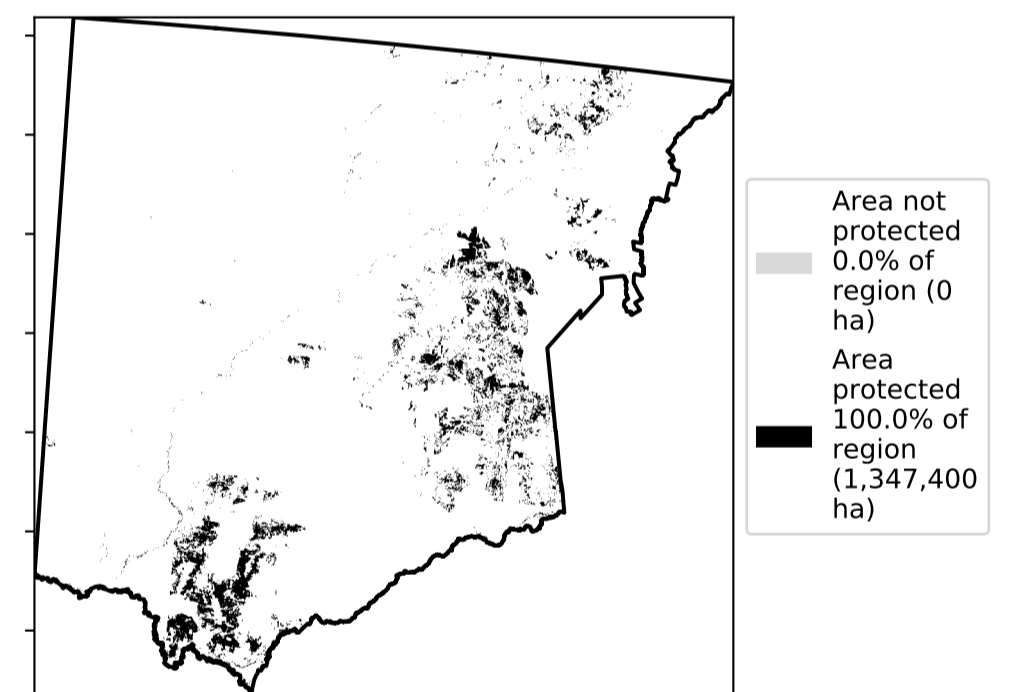 Area not
protected
0.0% of
region (0
ha)
Area
protected
100.0% of
region
(1,347,400
ha)